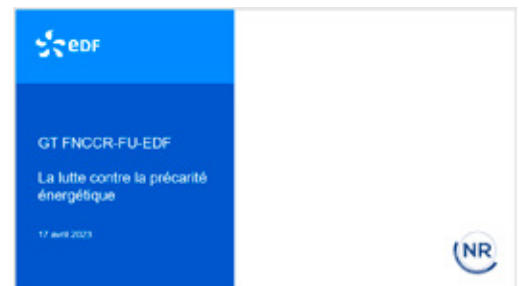 edf
GT FNCCR-FU-EDF
La lutte contre la précarité
énergétique
17 avril 2023
NR